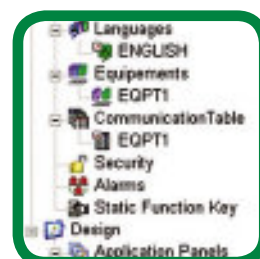 Languages
ENGLISH
Equipements
EQPT1
CommunicationTable
EQPT1
Security
Alarms
Static Function Key
Design
Application Panels